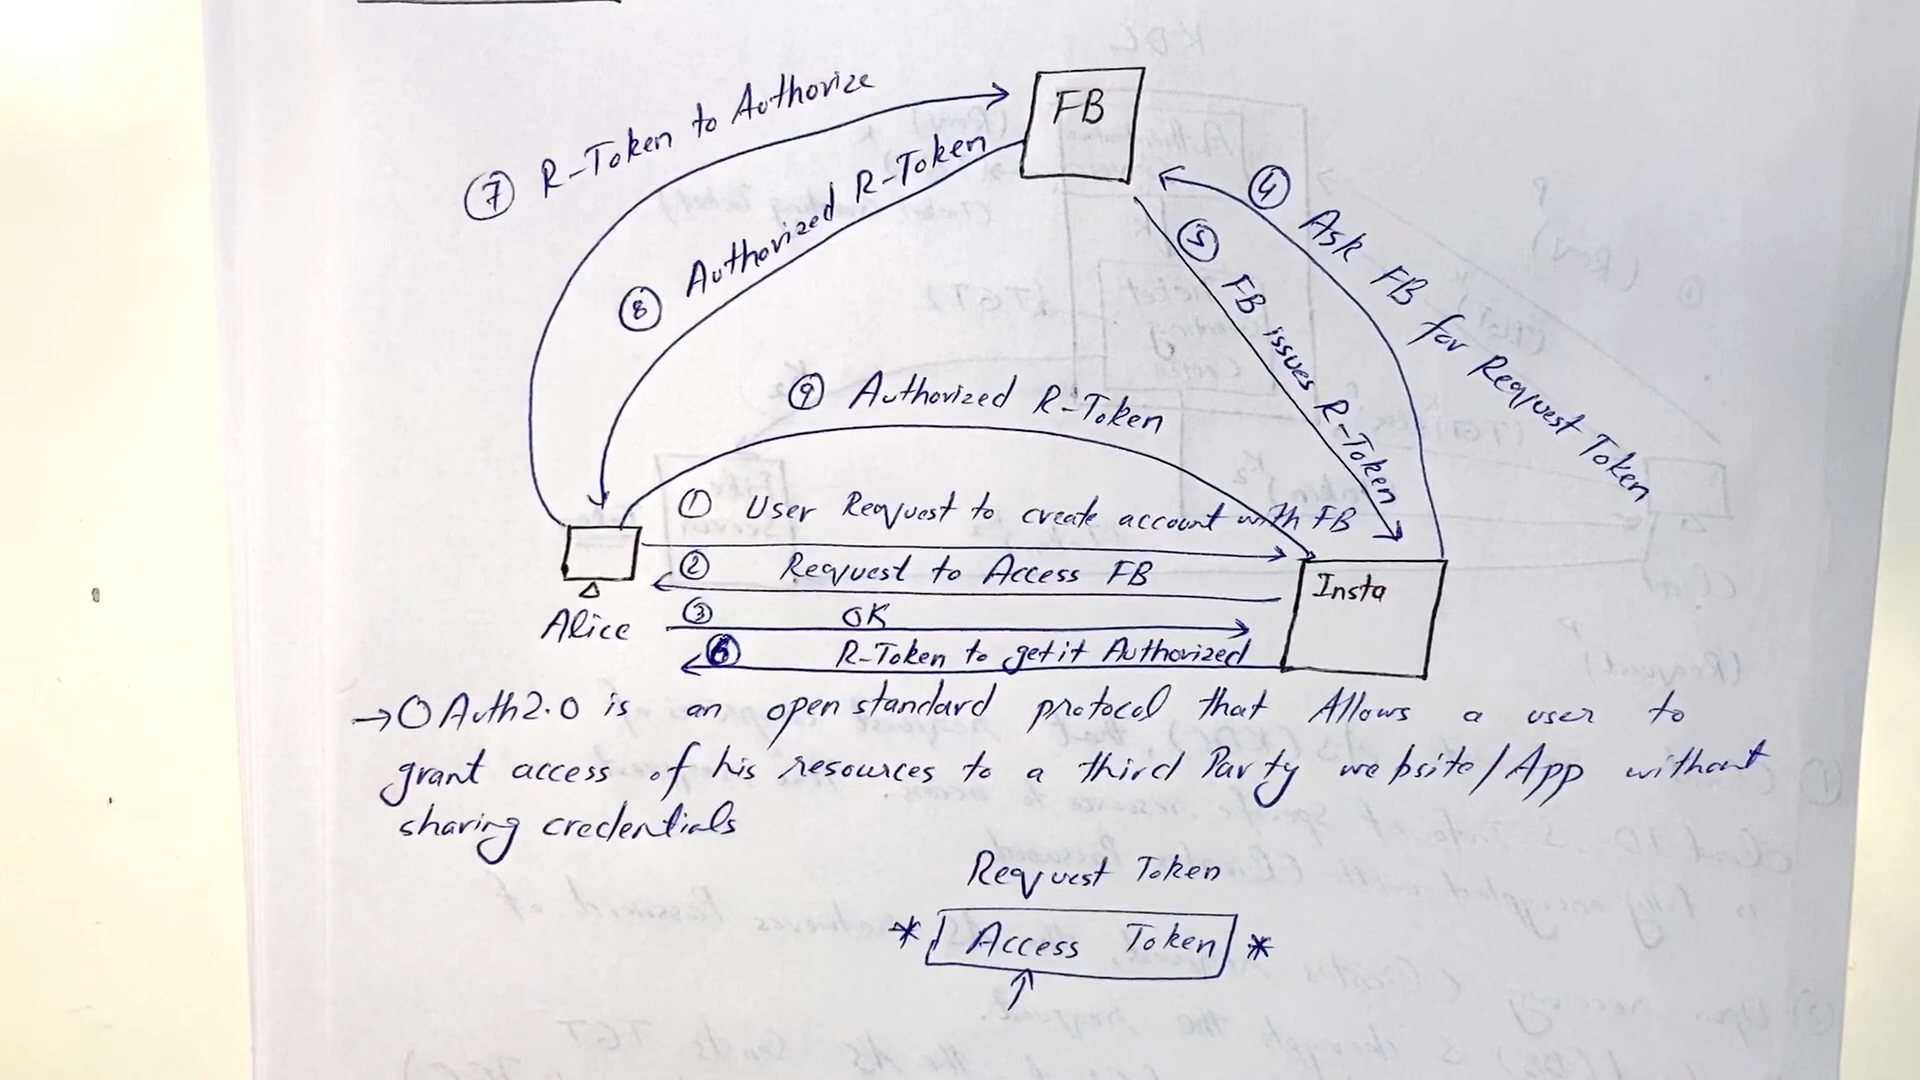 FB
⑦ R-Token to Authorize
⑧ Authorized R-Token
④ Ask FB for Request Token
⑤ FB issues R-Token
⑨ Authorized R-Token
① User Request to create account with FB
② Request to Access FB
③ OK
⑥ R-Token to get it Authorized
Alice
Insta
→ OAuth2.0 is an open standard protocol that Allows a user to
grant access of his resources to a third Party website/App without
sharing credentials
Request Token
* Access Token *